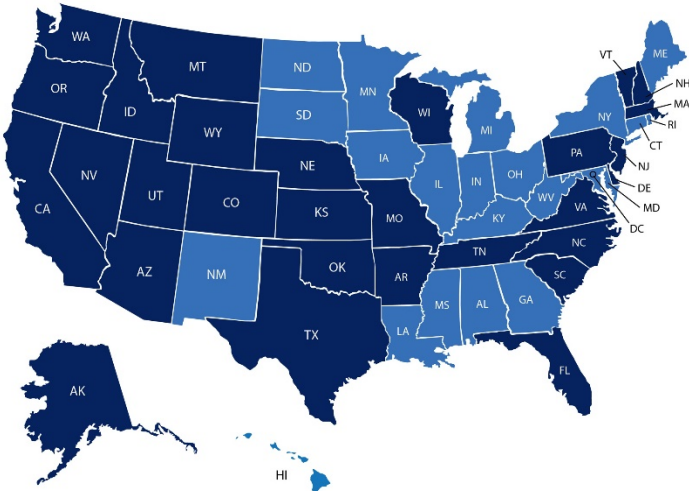 WA
ME
VT
MT
ND
OR
MN
NH
ID
WI
MA
SD
NY
MI
RI
WY
CT
IA
PA
NE
NJ
OH
IL
IN
DE
NV
UT
WV
CO
VA
MD
CA
KS
MO
KY
DC
NC
TN
OK
AZ
AR
SC
NM
MS
AL
GA
TX
LA
FL
AK
HI